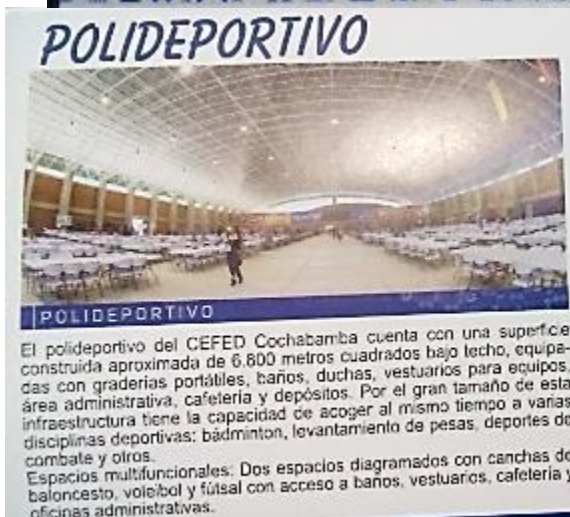 POLIDEPORTIVO
POLIDEPORTIVO
El polideportivo del CEFED Cochabamba cuenta con una superficie
construida aproximada de 6.800 metros cuadrados bajo techo, equipa-
das con graderías portátiles, baños, duchas, vestuarios para equipos,
área administrativa, cafetería y depósitos. Por el gran tamaño de esta
infraestructura tiene la capacidad de acoger al mismo tiempo a varias
disciplinas deportivas: bádminton, levantamiento de pesas, deportes de
combate y otros.
Espacios multifuncionales: Dos espacios diagramados con canchas de
baloncesto, voleibol y fútsal con acceso a baños, vestuarios, cafetería y
oficinas administrativas.